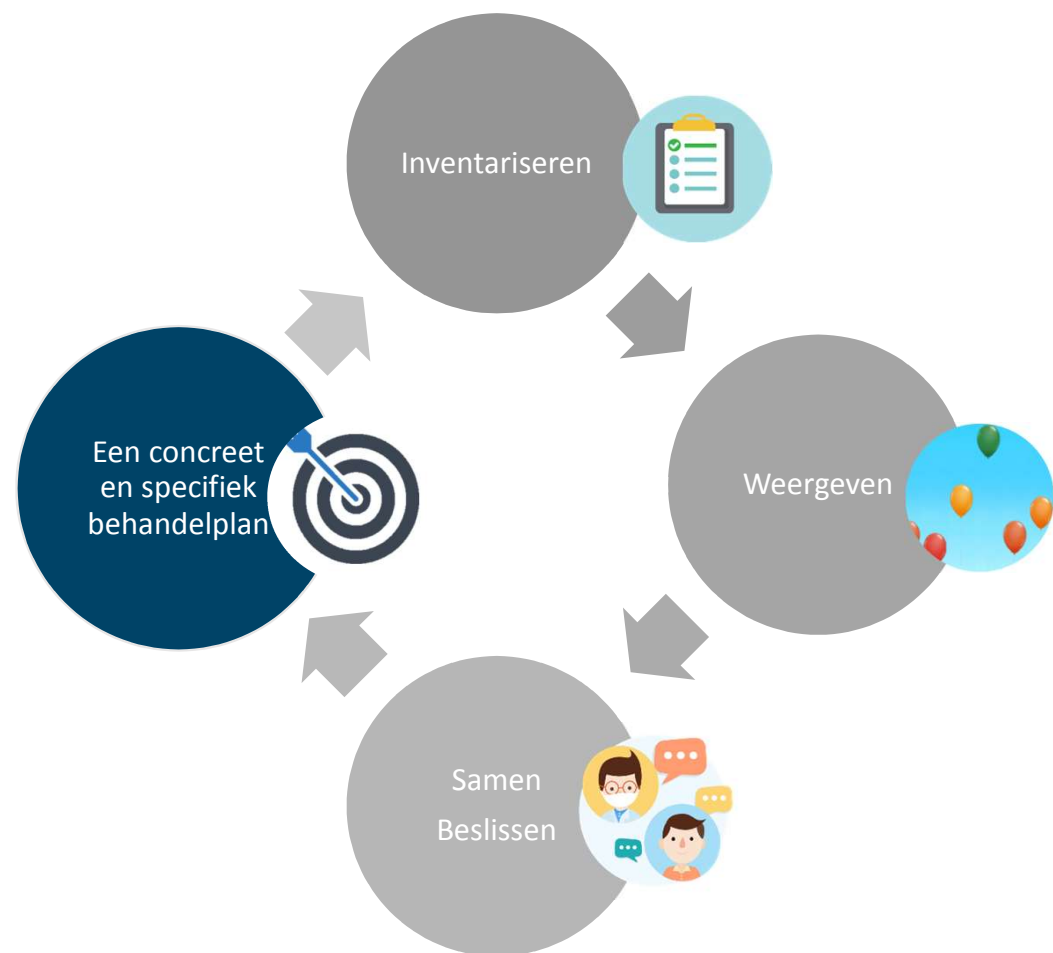 Inventariseren
Weergeven
Samen
Beslissen
Een concreet
en specifiek
behandelplan